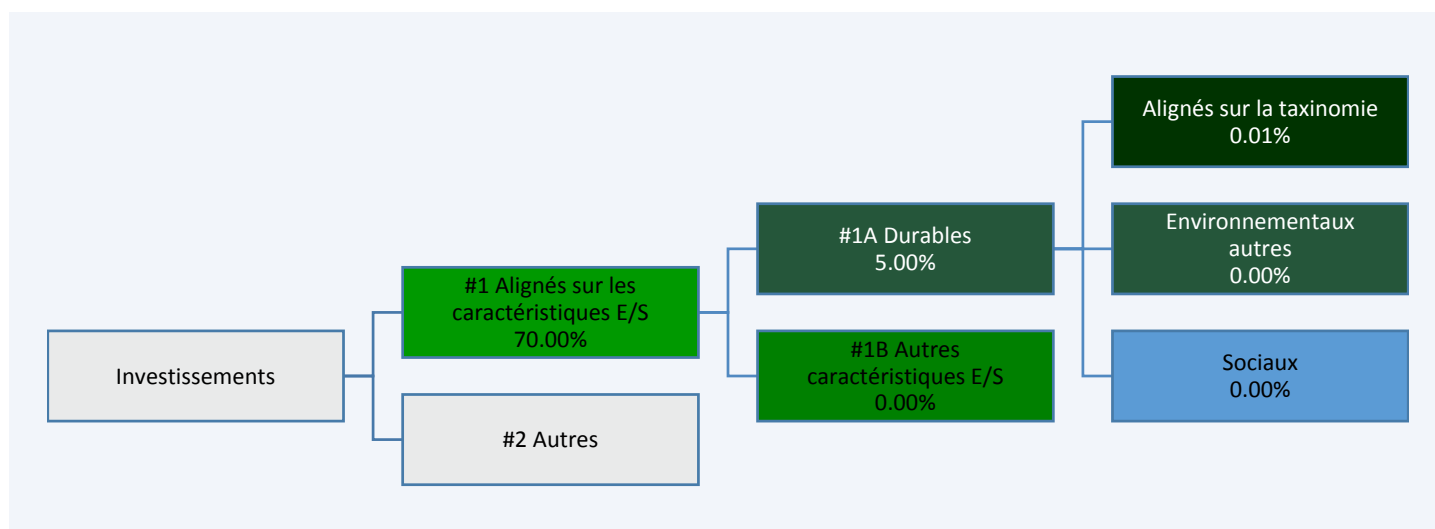 Investissements
#1 Alignés sur les
caractéristiques E/S
70.00%
#2 Autres
#1A Durables
5.00%
#1B Autres
caractéristiques E/S
0.00%
Alignés sur la taxinomie
0.01%
Environnementaux
autres
0.00%
Sociaux
0.00%